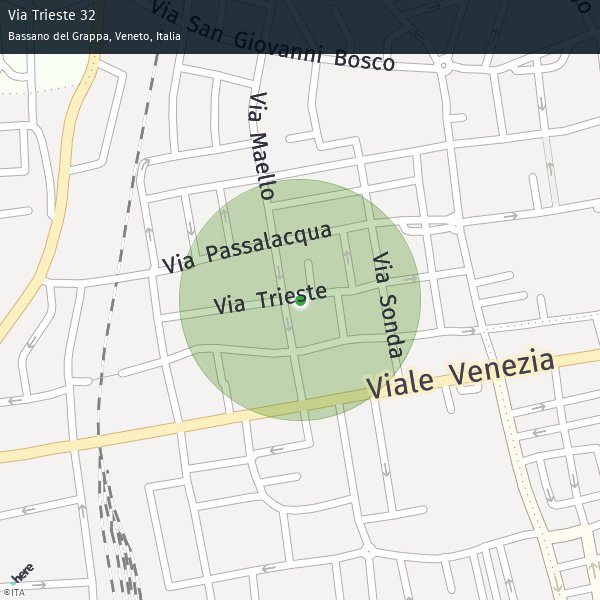 Via Trieste 32
Bassano del Grappa, Veneto, Italia
Via San Giovanni Bosco
Via Maello
Via Passalacqua
Via Trieste
Via Sonda
Viale Venezia
here
©ITA